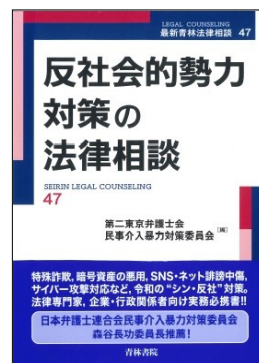 LEGAL COUNSELING
最新青林法律相談 47
反社会的勢力
対策の
法律相談
SEIRIN LEGAL COUNSELING
47
第二東京弁護士会
民事介入暴力対策委員会 編
特殊詐欺,暗号資産の悪用,SNS・ネット誹謗中傷,
サイバー攻撃対応など,令和の“シン・反社”対策。
法律専門家,企業・行政関係者向け実務必携書!!
日本弁護士連合会民事介入暴力対策委員会
森谷長功委員長推薦!
青林書院